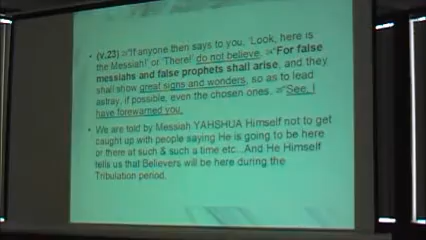 • (v.23) "If anyone then says to you, 'Look, here is
the Messiah!' or 'There!' do not believe. "For false
messiahs and false prophets shall arise, and they
shall show great signs and wonders, so as to lead
astray, if possible, even the chosen ones. "See, I
have forewarned you.
• We are told by Messiah YAHSHUA Himself not to get
caught up with people saying He is going to be here
or there at such & such a time etc...And He Himself
tells us that Believers will be here during the
Tribulation period.